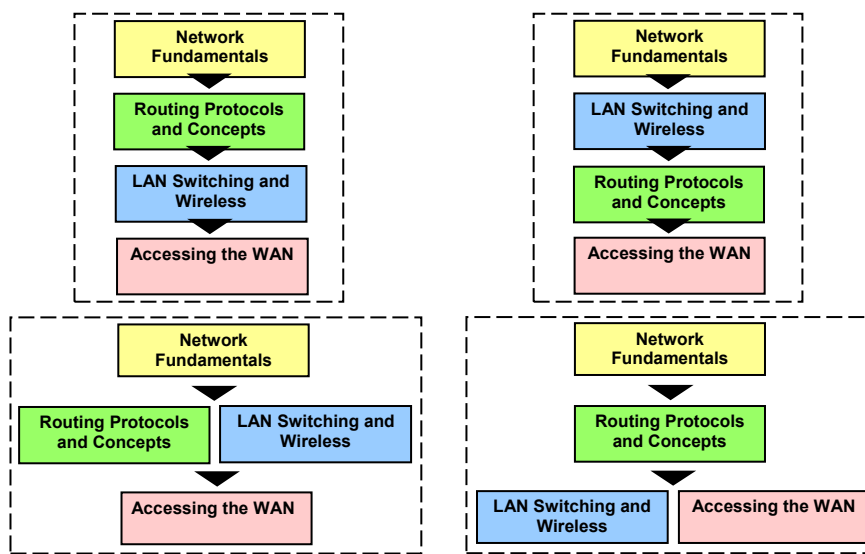 Network
Fundamentals
Routing Protocols
and Concepts
LAN Switching and
Wireless
Accessing the WAN
Network
Fundamentals
LAN Switching and
Wireless
Routing Protocols
and Concepts
Accessing the WAN
Network
Fundamentals
Routing Protocols
and Concepts
LAN Switching and
Wireless
Accessing the WAN
Network
Fundamentals
Routing Protocols
and Concepts
LAN Switching and
Wireless
Accessing the WAN